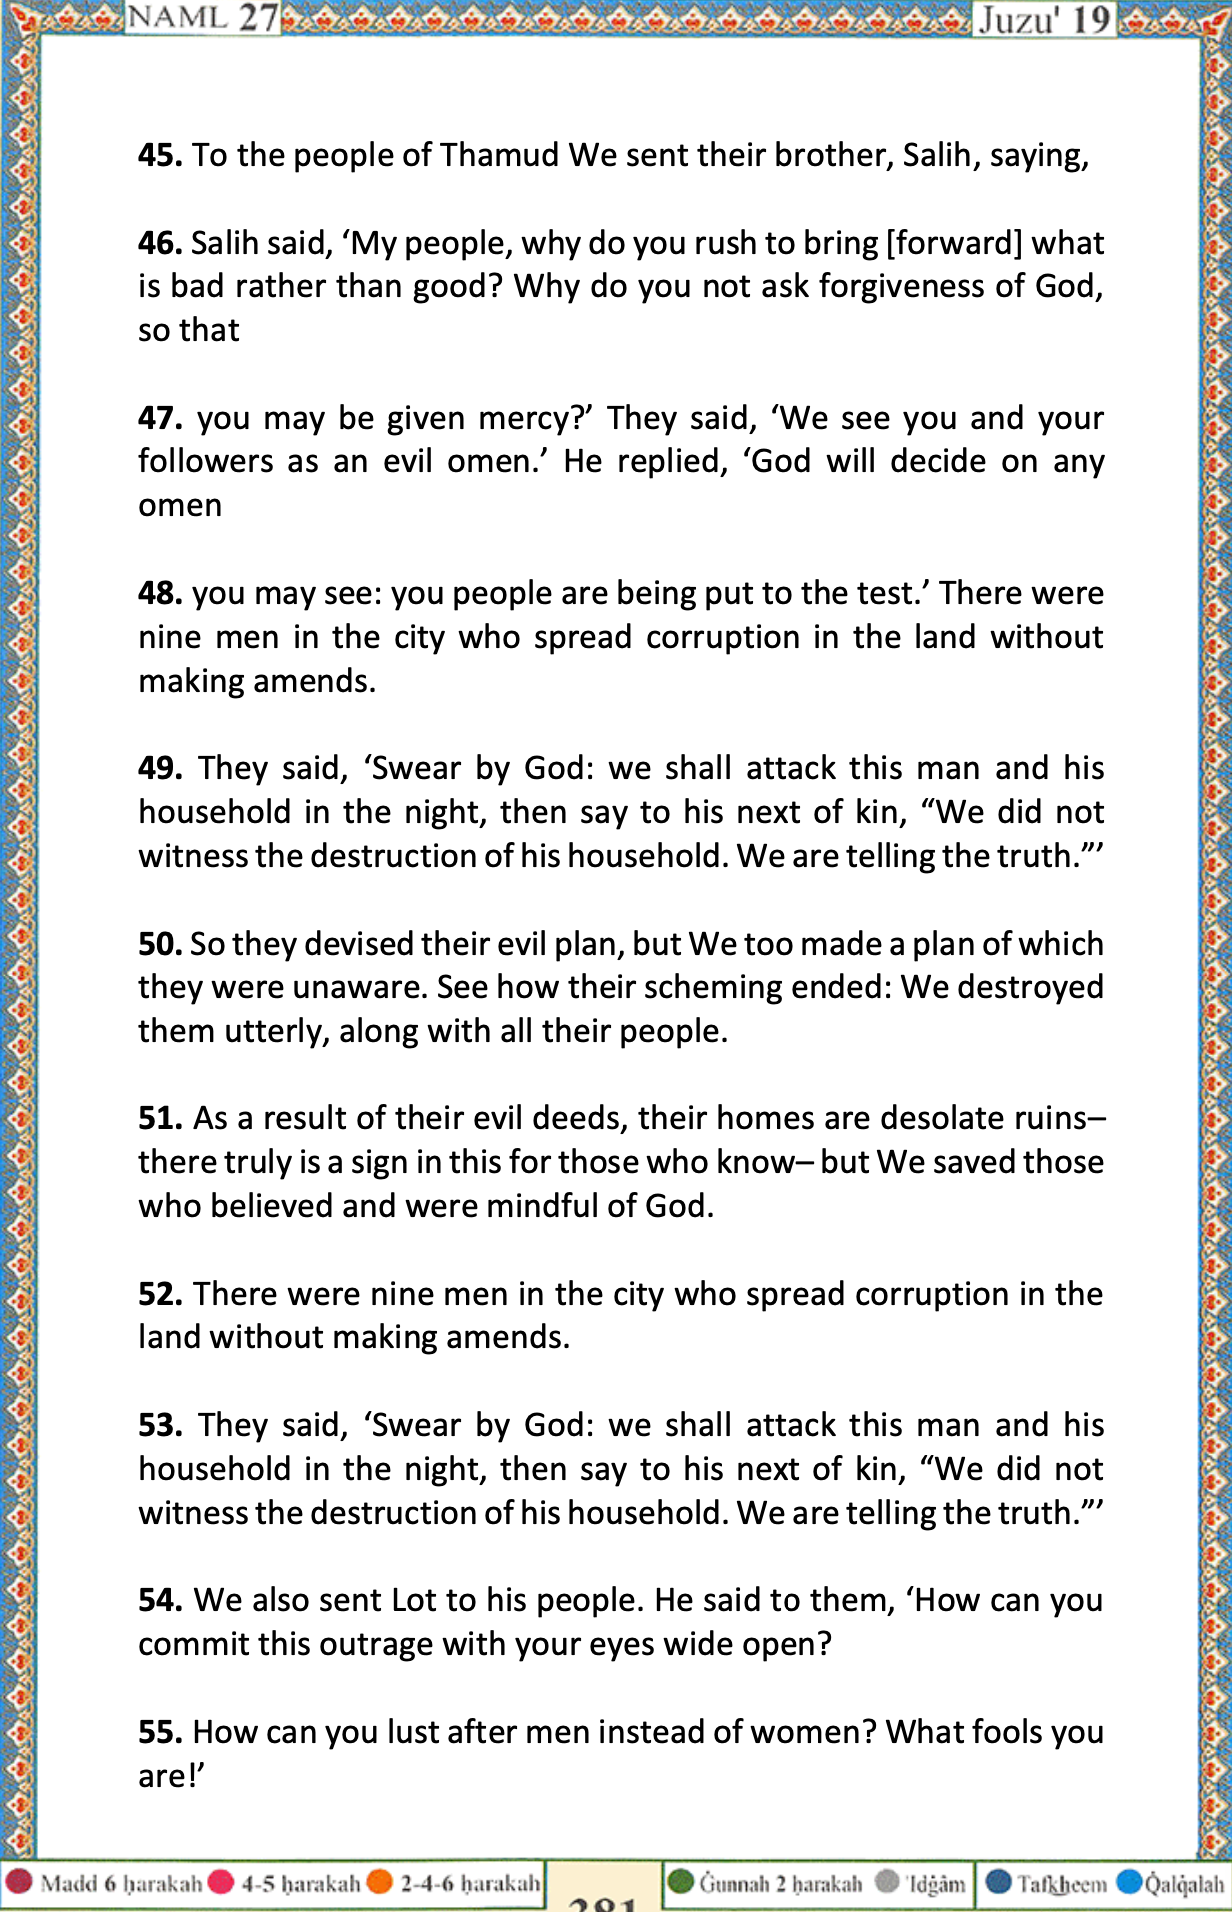 NAML 27
Juzu' 19
45. To the people of Thamud We sent their brother, Salih, saying,
46. Salih said, ‘My people, why do you rush to bring [forward] what
is bad rather than good? Why do you not ask forgiveness of God,
so that
47. you may be given mercy?’ They said, ‘We see you and your
followers as an evil omen.’ He replied, ‘God will decide on any
omen
48. you may see: you people are being put to the test.’ There were
nine men in the city who spread corruption in the land without
making amends.
49. They said, ‘Swear by God: we shall attack this man and his
household in the night, then say to his next of kin, “We did not
witness the destruction of his household. We are telling the truth.”’
50. So they devised their evil plan, but We too made a plan of which
they were unaware. See how their scheming ended: We destroyed
them utterly, along with all their people.
51. As a result of their evil deeds, their homes are desolate ruins–
there truly is a sign in this for those who know– but We saved those
who believed and were mindful of God.
52. There were nine men in the city who spread corruption in the
land without making amends.
53. They said, ‘Swear by God: we shall attack this man and his
household in the night, then say to his next of kin, “We did not
witness the destruction of his household. We are telling the truth.”’
54. We also sent Lot to his people. He said to them, ‘How can you
commit this outrage with your eyes wide open?
55. How can you lust after men instead of women? What fools you
are!’
Madd 6 ḥarakah 4-5 ḥarakah 2-4-6 ḥarakah
381
Ġunnah 2 ḥarakah 'Idġâm Tafkheem Q̇alq̇alah